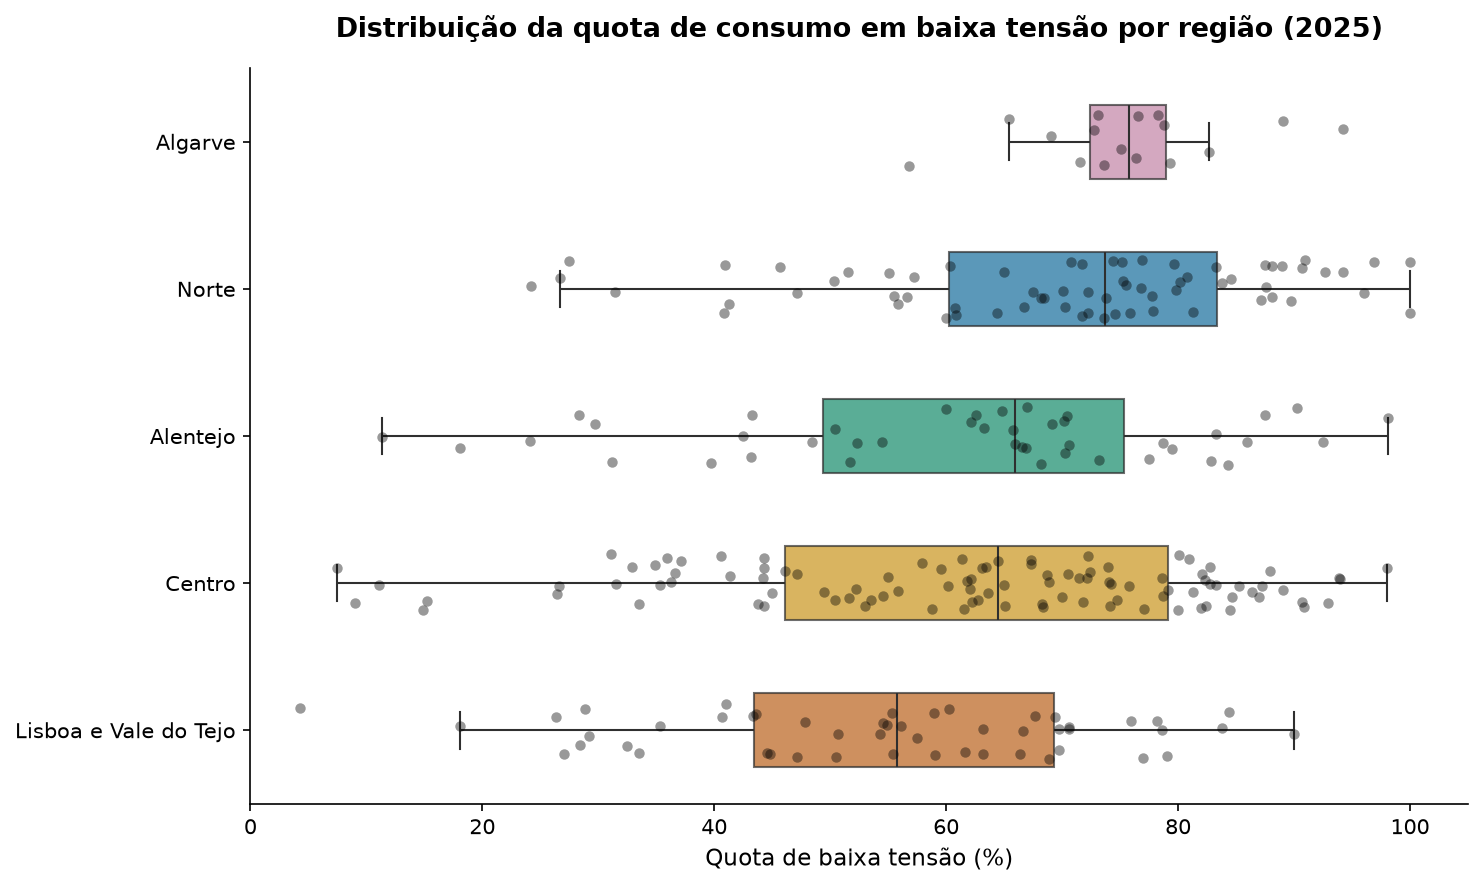 Distribuição da quota de consumo em baixa tensão por região (2025)
Algarve
Norte
Alentejo
Centro
Lisboa e Vale do Tejo
0 20 40 60 80 100
Quota de baixa tensão (%)